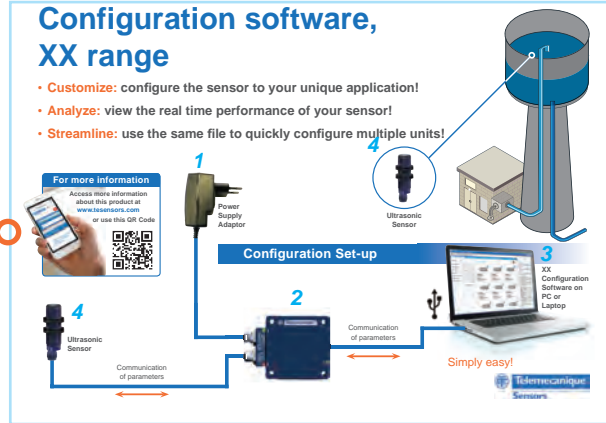 Configuration software,
XX range
• Customize: configure the sensor to your unique application!
• Analyze: view the real time performance of your sensor!
• Streamline: use the same file to quickly configure multiple units!
4
Ultrasonic
Sensor
1
Power
Supply
Adaptor
For more information
Access more information
about this product at
www.tesensors.com
or use this QR Code
Configuration Set-up
3
XX
Configuration
Software on
PC or
Laptop
2
4
Ultrasonic
Sensor
Communication
of parameters
Communication
of parameters
Simply easy!
Telemecanique
Sensors